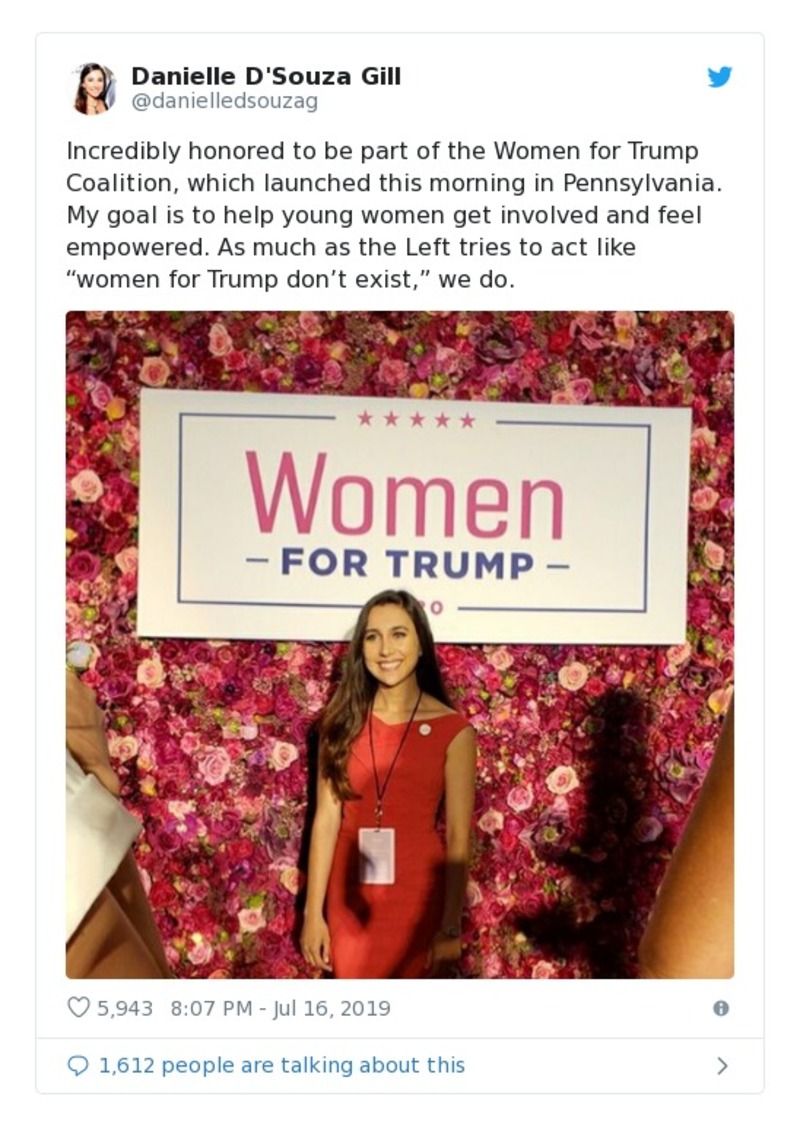 Danielle D'Souza Gill
@danielledsouzag
Incredibly honored to be part of the Women for Trump
Coalition, which launched this morning in Pennsylvania.
My goal is to help young women get involved and feel
empowered. As much as the Left tries to act like
“women for Trump don’t exist,” we do.
Women
– FOR TRUMP –
5,943 8:07 PM - Jul 16, 2019
1,612 people are talking about this